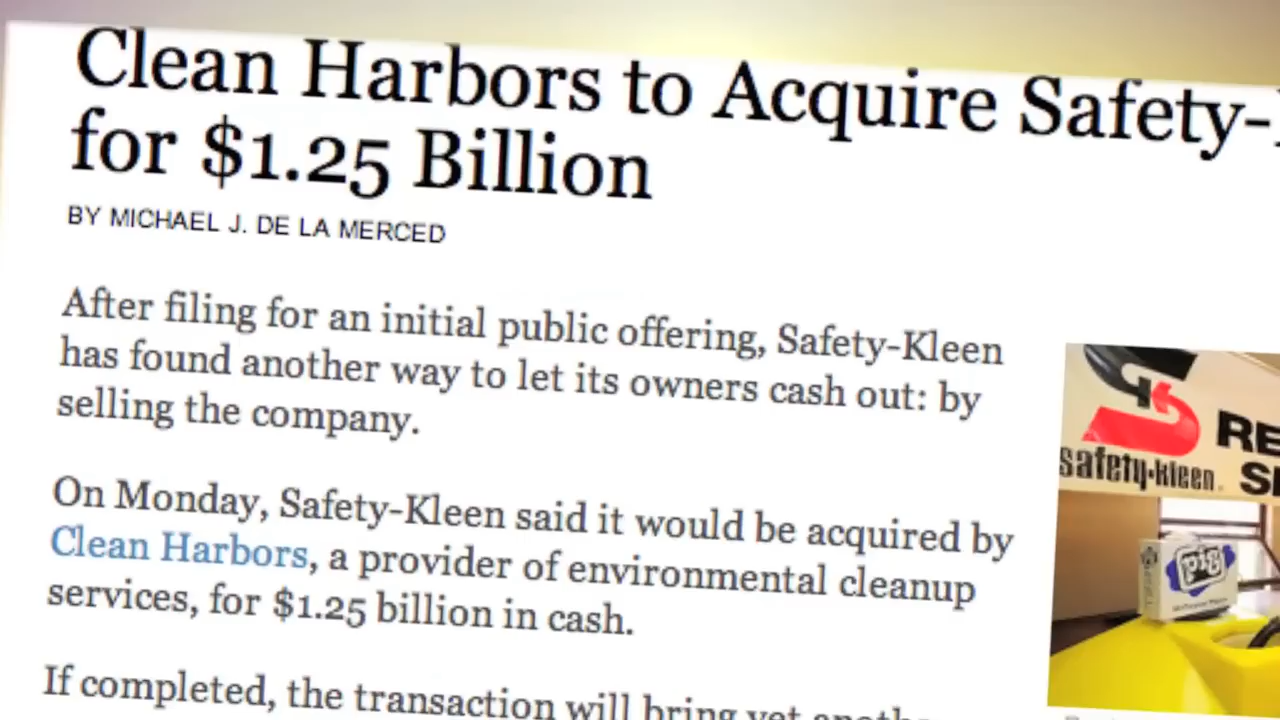 Clean Harbors to Acquire Safety-
for $1.25 Billion
BY MICHAEL J. DE LA MERCED
After filing for an initial public offering, Safety-Kleen
has found another way to let its owners cash out: by
selling the company.
On Monday, Safety-Kleen said it would be acquired by
Clean Harbors, a provider of environmental cleanup
services, for $1.25 billion in cash.
If completed, the transaction will bring yet
RE
safety-kleen
S
pig